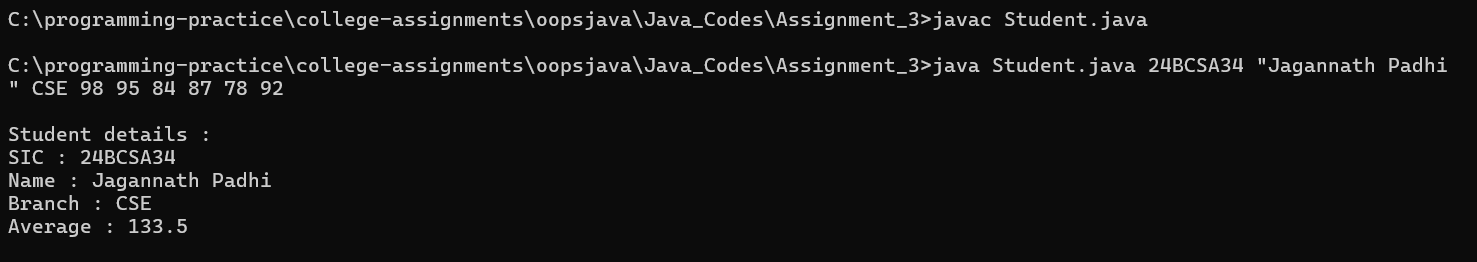 C:\programming-practice\college-assignments\oopsjava\Java_Codes\Assignment_3>javac Student.java
C:\programming-practice\college-assignments\oopsjava\Java_Codes\Assignment_3>java Student.java 24BCSA34 "Jagannath Padhi
" CSE 98 95 84 87 78 92
Student details :
SIC : 24BCSA34
Name : Jagannath Padhi
Branch : CSE
Average : 133.5